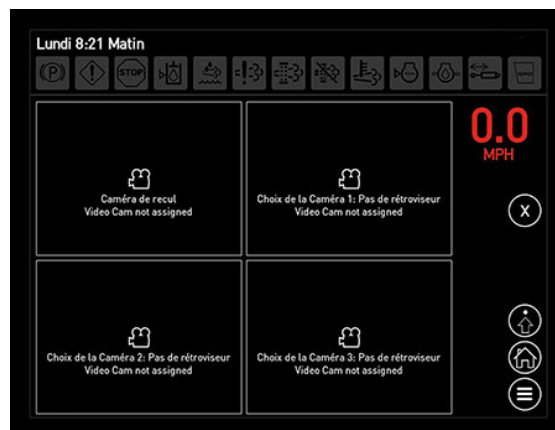 Lundi 8:21 Matin
P
STOP
0.0
MPH
Caméra de recul
Video Cam not assigned
Choix de la Caméra 1: Pas de rétroviseur
Video Cam not assigned
X
Choix de la Caméra 2: Pas de rétroviseur
Video Cam not assigned
Choix de la Caméra 3: Pas de rétroviseur
Video Cam not assigned